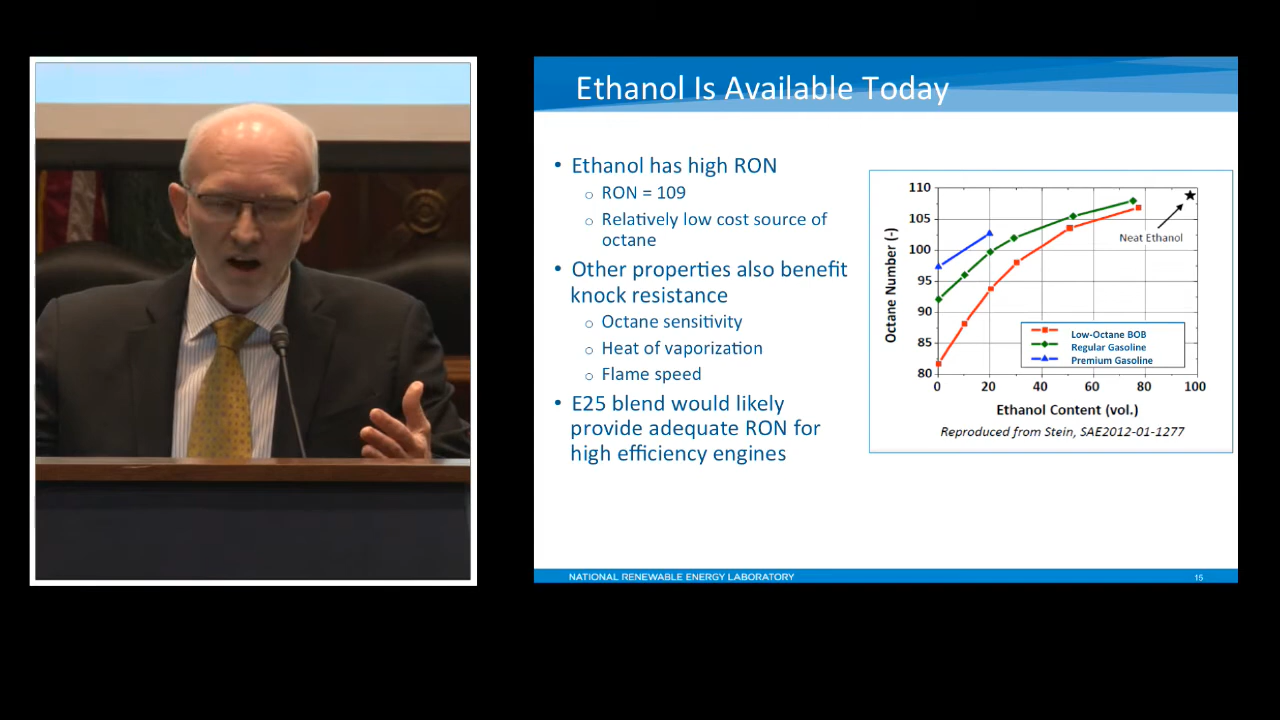 Ethanol Is Available Today
• Ethanol has high RON
o RON = 109
o Relatively low cost source of
octane
• Other properties also benefit
knock resistance
o Octane sensitivity
o Heat of vaporization
o Flame speed
• E25 blend would likely
provide adequate RON for
high efficiency engines
110
105
100
95
90
85
80
Octane Number (-)
Neat Ethanol
Low-Octane BOB
Regular Gasoline
Premium Gasoline
0 20 40 60 80 100
Ethanol Content (vol.)
Reproduced from Stein, SAE2012-01-1277
NATIONAL RENEWABLE ENERGY LABORATORY
15